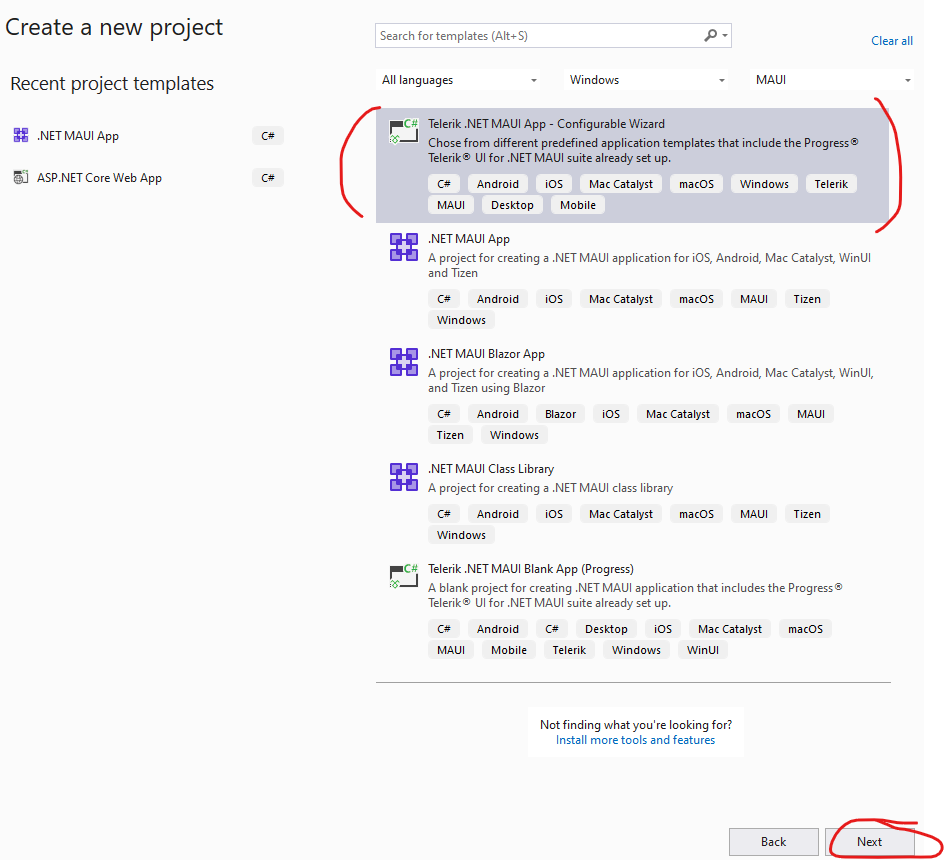 Create a new project
Search for templates (Alt+S)
Clear all
Recent project templates
All languages
Windows
MAUI
.NET MAUI App
C#
ASP.NET Core Web App
C#
C#
Telerik .NET MAUI App - Configurable Wizard
Chose from different predefined application templates that include the Progress®
Telerik® UI for .NET MAUI suite already set up.
C# Android iOS Mac Catalyst macOS Windows Telerik
MAUI Desktop Mobile
.NET MAUI App
A project for creating a .NET MAUI application for iOS, Android, Mac Catalyst, WinUI
and Tizen
C# Android iOS Mac Catalyst macOS MAUI Tizen
Windows
.NET MAUI Blazor App
A project for creating a .NET MAUI application for iOS, Android, Mac Catalyst, WinUI,
and Tizen using Blazor
C# Android Blazor iOS Mac Catalyst macOS MAUI
Tizen Windows
.NET MAUI Class Library
A project for creating a .NET MAUI class library
C# Android iOS Mac Catalyst macOS MAUI Tizen
Windows
C#
Telerik .NET MAUI Blank App (Progress)
A blank project for creating .NET MAUI application that includes the Progress®
Telerik® UI for .NET MAUI suite already set up.
C# Android C# Desktop iOS Mac Catalyst macOS
MAUI Mobile Telerik Windows WinUI
Not finding what you're looking for?
Install more tools and features
Back
Next